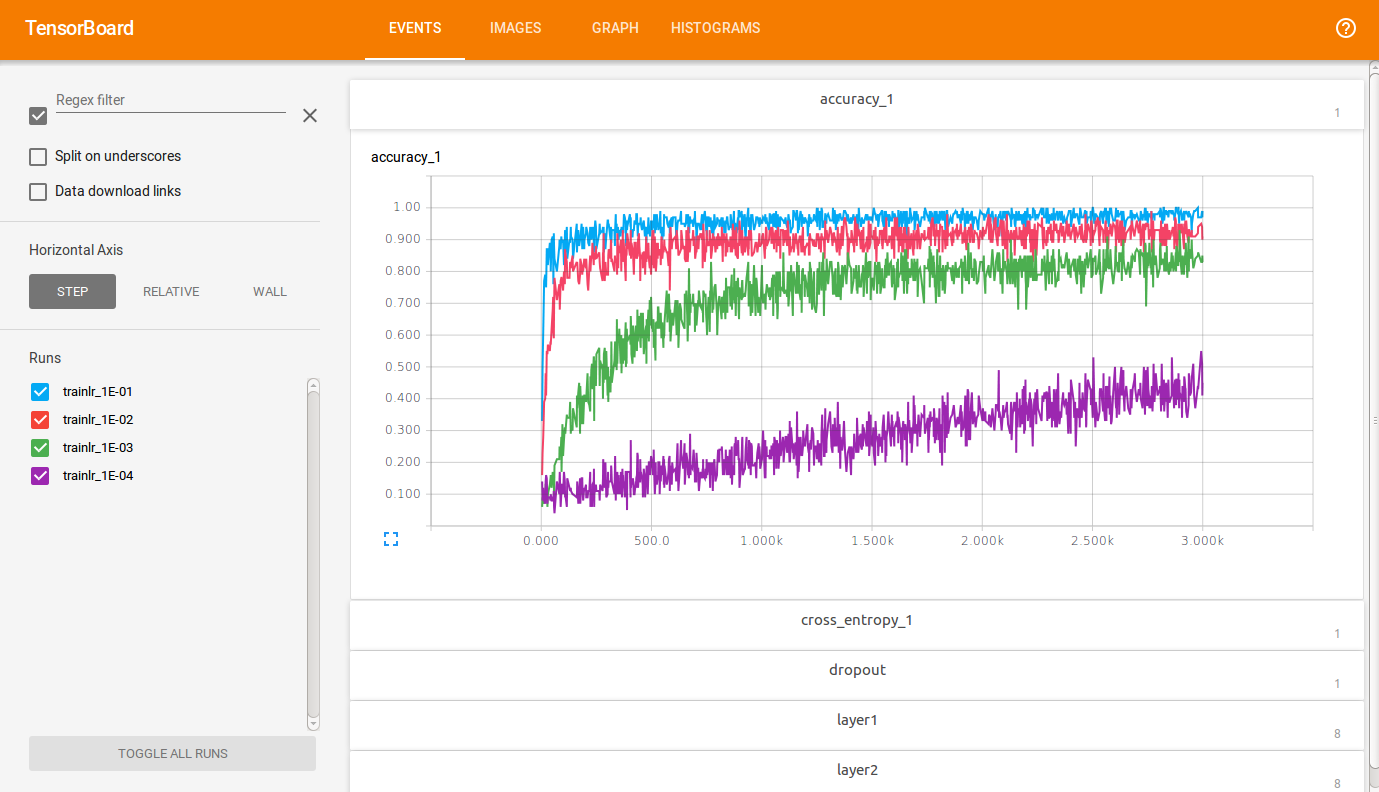 TensorBoard EVENTS IMAGES GRAPH HISTOGRAMS
Regex filter
Split on underscores
Data download links
Horizontal Axis
STEP RELATIVE WALL
Runs
trainlr_1E-01
trainlr_1E-02
trainlr_1E-03
trainlr_1E-04
TOGGLE ALL RUNS
accuracy_1
1
accuracy_1
1.00
0.900
0.800
0.700
0.600
0.500
0.400
0.300
0.200
0.100
0.000 500.0 1.000k 1.500k 2.000k 2.500k 3.000k
cross_entropy_1
1
dropout
1
layer1
8
layer2
8